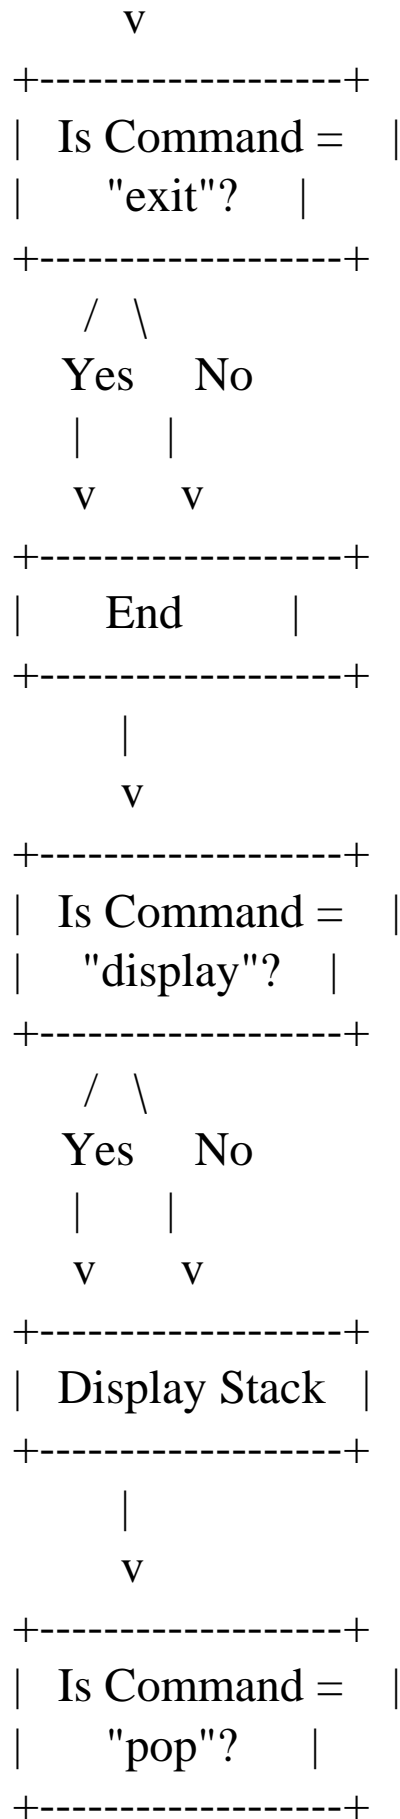 v
+-------------------+
|   Is Command =    |
|       "exit"?     |
+-------------------+
/   \
Yes     No
|       |
v       v
+-------------------+
|       End         |
+-------------------+
|
v
+-------------------+
|   Is Command =    |
|     "display"?    |
+-------------------+
/   \
Yes     No
|       |
v       v
+-------------------+
|   Display Stack   |
+-------------------+
|
v
+-------------------+
|   Is Command =    |
|       "pop"?      |
+-------------------+